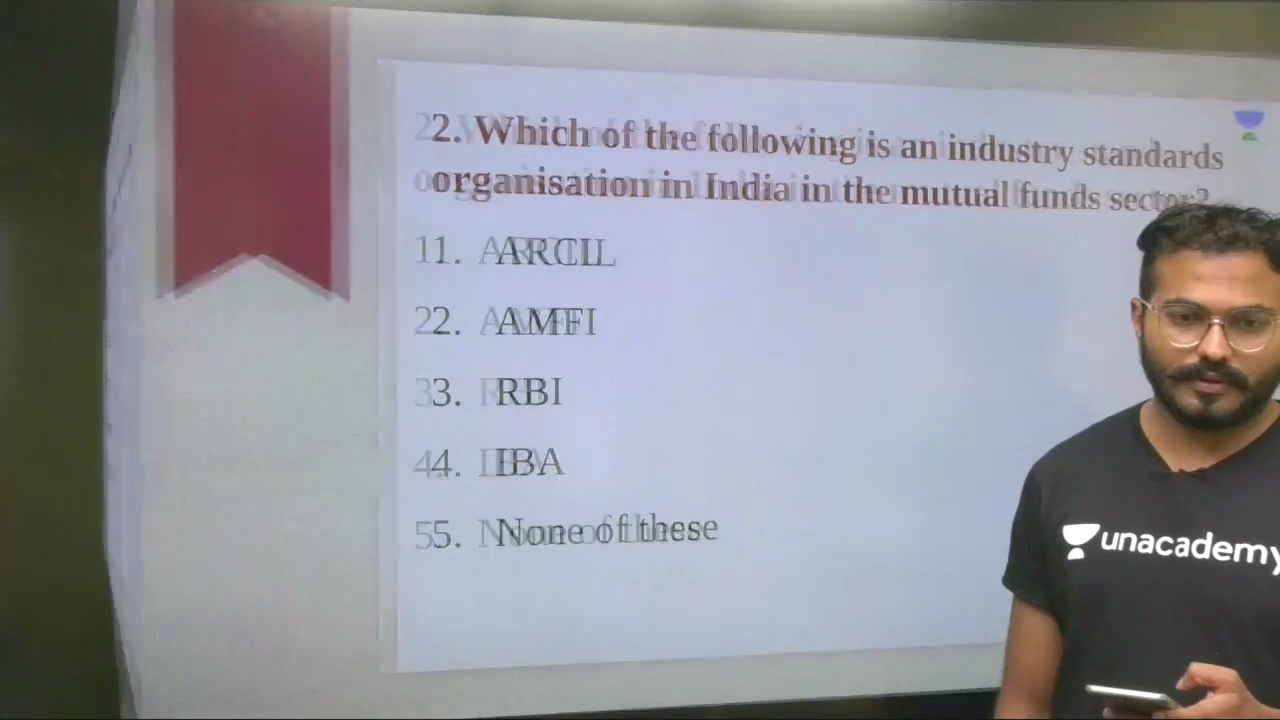 2. Which of the following is an industry standards
organisation in India in the mutual funds sector?
1. ARCIL
2. AMFI
3. RBI
4. IBA
5. None of these
unacademy